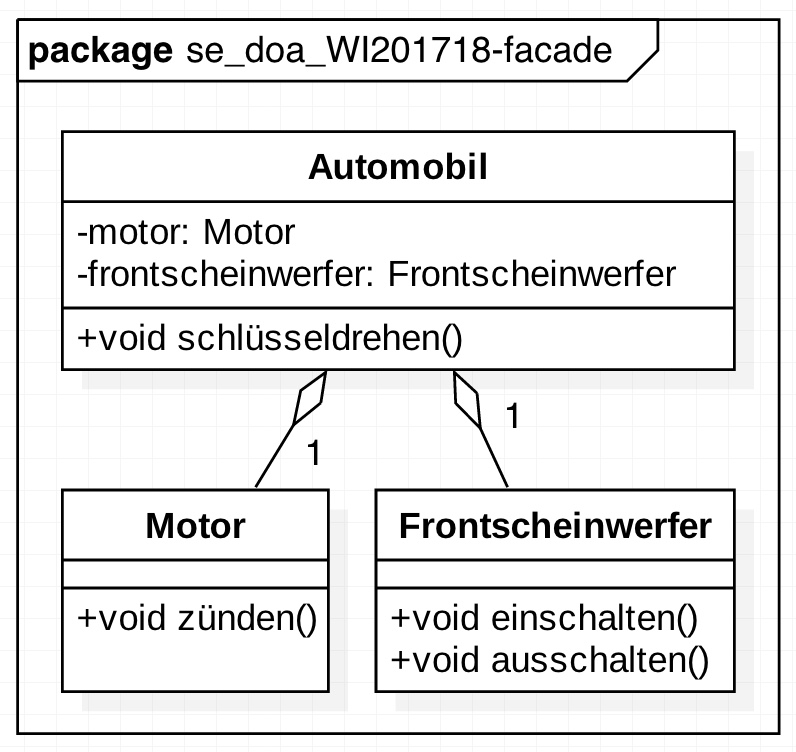 package se_doa_WI201718-facade
Automobil
-motor: Motor
-frontscheinwerfer: Frontscheinwerfer
+void schlüsseldrehen()
1
1
Motor
+void zünden()
Frontscheinwerfer
+void einschalten()
+void ausschalten()